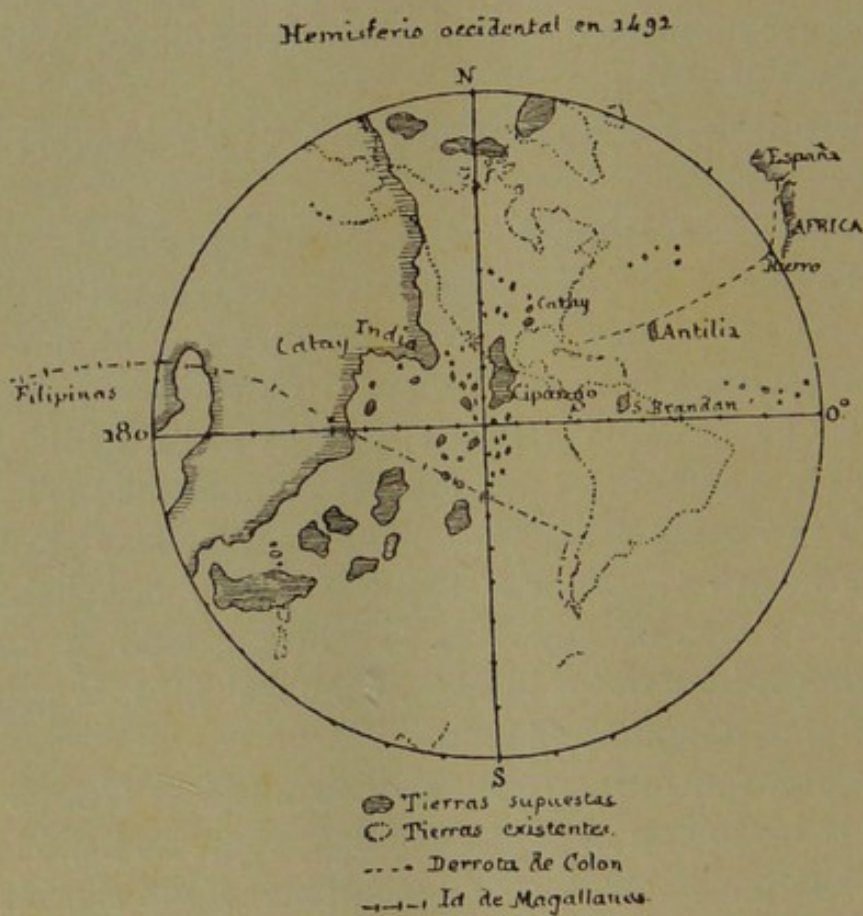 Hemisferio occidental en 1492
N
España
AFRICA
Hierro
Cathy
Antilia
Catay India
Filipinas
Cipango
S. Brandan
180
0°
S
Tierras supuestas
Tierras existentes.
Derrota de Colon
Id de Magallanes.